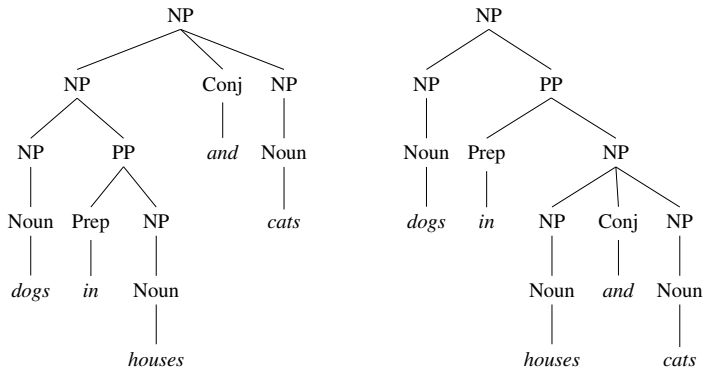 NP NP
NP Conj NP NP PP
NP PP and Noun Noun Prep NP
Noun Prep NP cats dogs in NP Conj NP
dogs in Noun Noun and Noun
houses houses cats